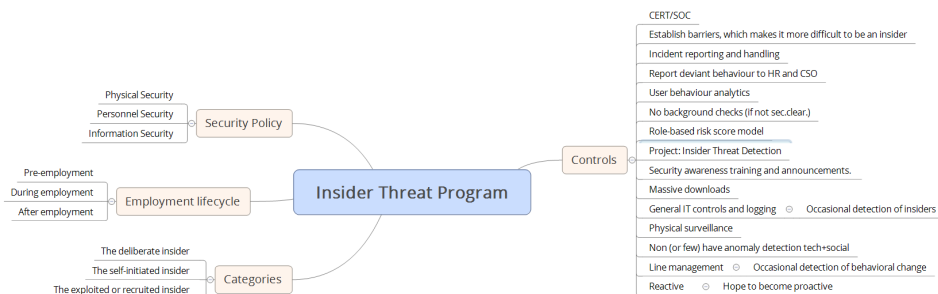 Insider Threat Program
Security Policy
Physical Security
Personnel Security
Information Security
Employment lifecycle
Pre-employment
During employment
After employment
Categories
The deliberate insider
The self-initiated insider
The exploited or recruited insider
Controls
CERT/SOC
Establish barriers, which makes it more difficult to be an insider
Incident reporting and handling
Report deviant behaviour to HR and CSO
User behaviour analytics
No background checks (if not sec.clear.)
Role-based risk score model
Project: Insider Threat Detection
Security awareness training and announcements.
Massive downloads
General IT controls and logging
Occasional detection of insiders
Physical surveillance
Non (or few) have anomaly detection tech+social
Line management
Occasional detection of behavioral change
Reactive
Hope to become proactive